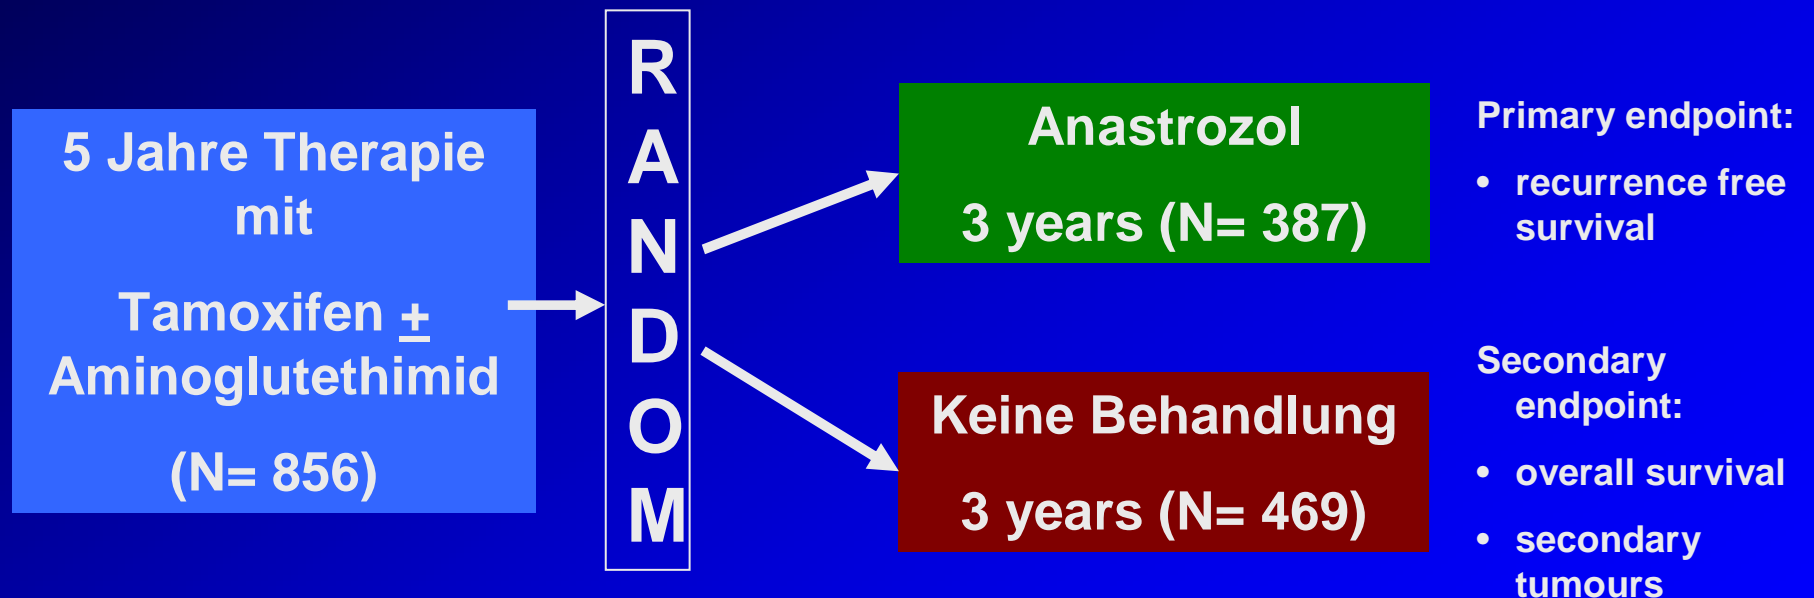 5 Jahre Therapie
mit
Tamoxifen ±
Aminoglutethimid
(N= 856)
R
A
N
D
O
M
Anastrozol
3 years (N= 387)
Keine Behandlung
3 years (N= 469)
Primary endpoint:
• recurrence free
survival
Secondary
endpoint:
• overall survival
• secondary
tumours